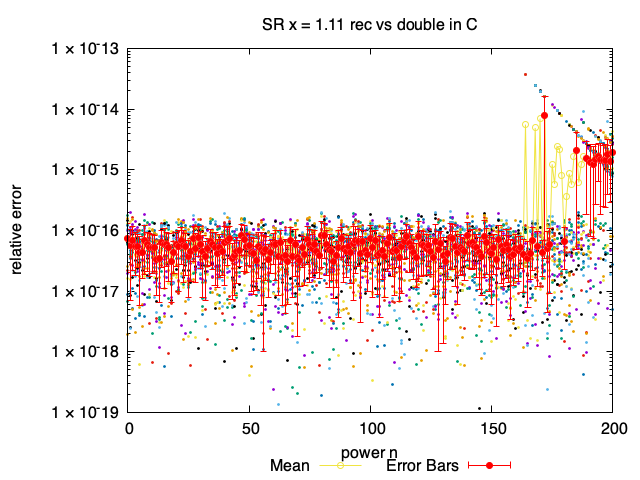 SR x = 1.11 rec vs double in C
1 × 10^-13
1 × 10^-14
1 × 10^-15
1 × 10^-16
1 × 10^-17
1 × 10^-18
1 × 10^-19
relative error
0 50 100 150 200
power n
Mean Error Bars